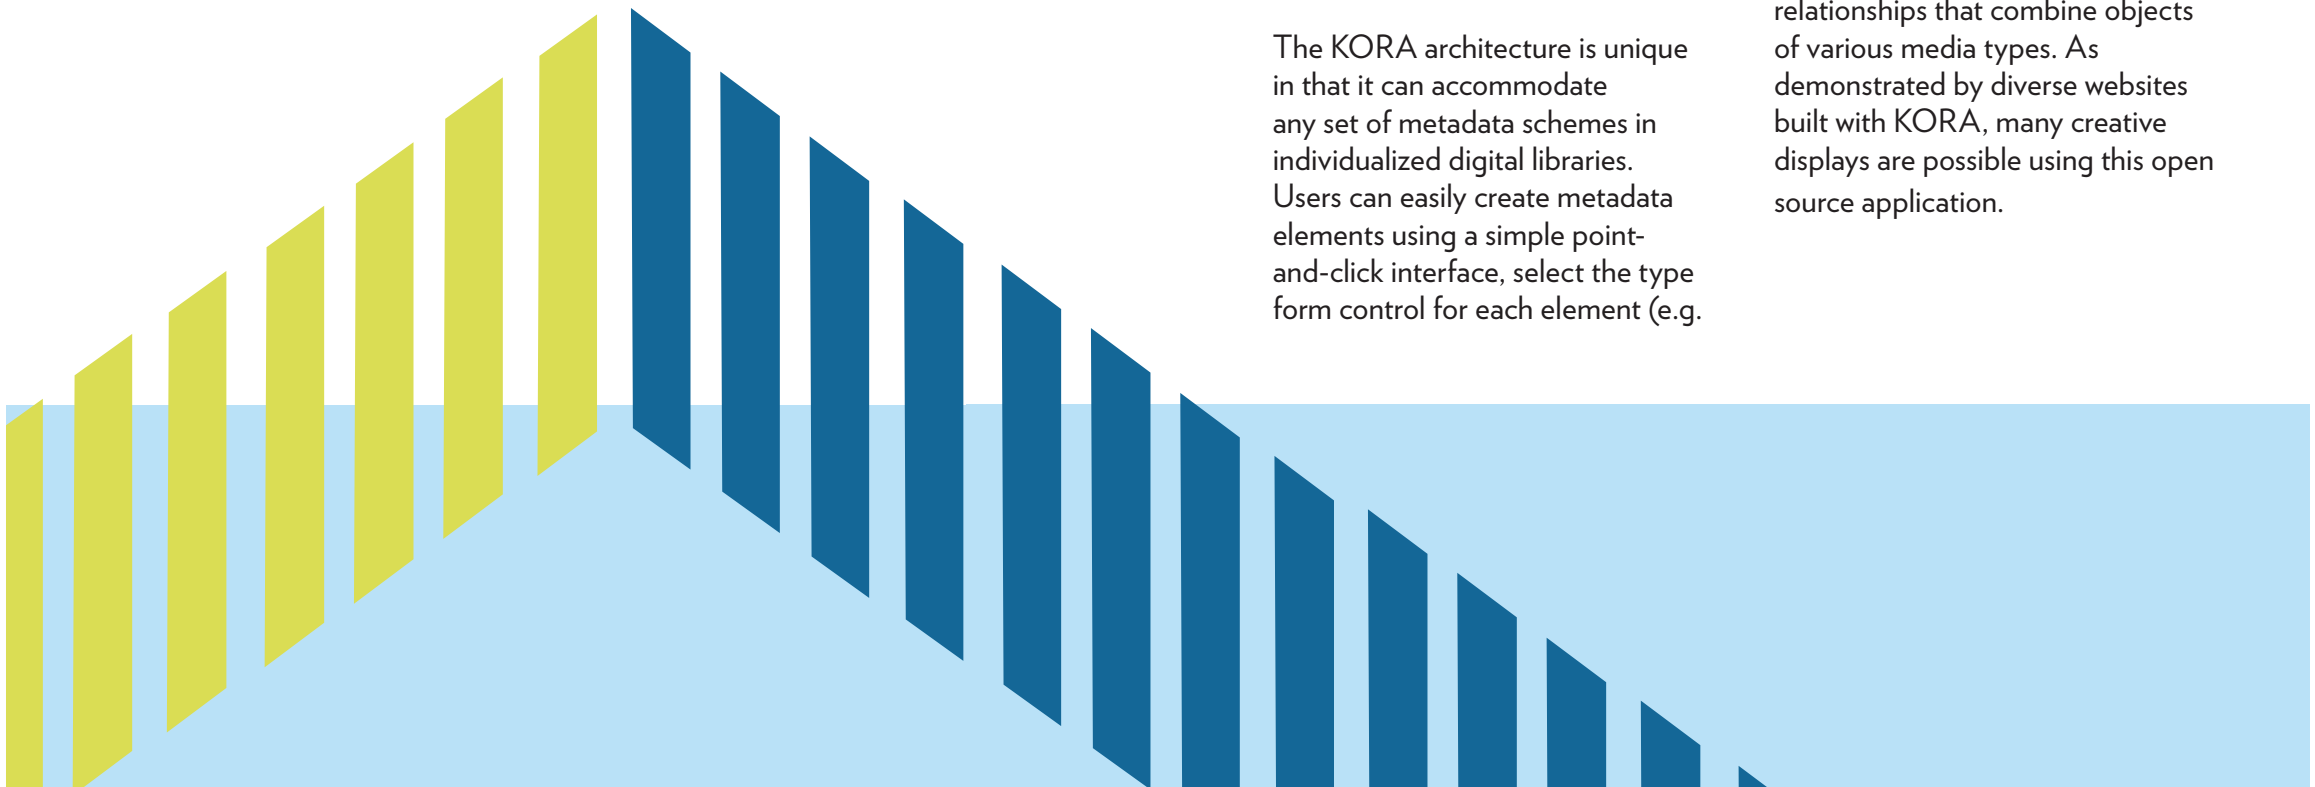 The KORA architecture is unique
in that it can accommodate
any set of metadata schemes in
individualized digital libraries.
Users can easily create metadata
elements using a simple point-
and-click interface, select the type
form control for each element (e.g.
relationships that combine objects
of various media types. As
demonstrated by diverse websites
built with KORA, many creative
displays are possible using this open
source application.